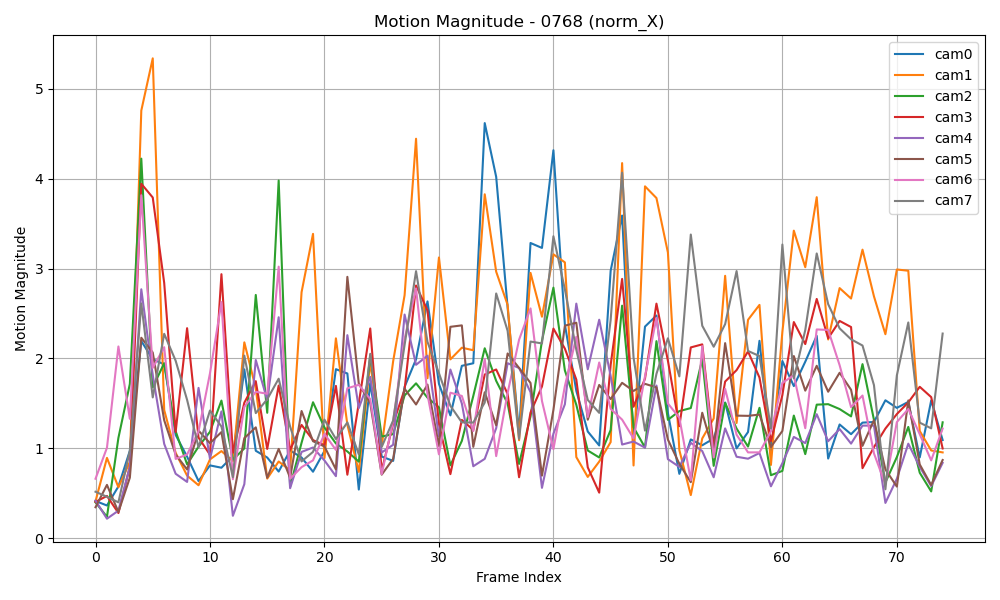 Motion Magnitude - 0768 (norm_X)
Motion Magnitude
5
4
3
2
1
0
0 10 20 30 40 50 60 70
Frame Index
cam0
cam1
cam2
cam3
cam4
cam5
cam6
cam7